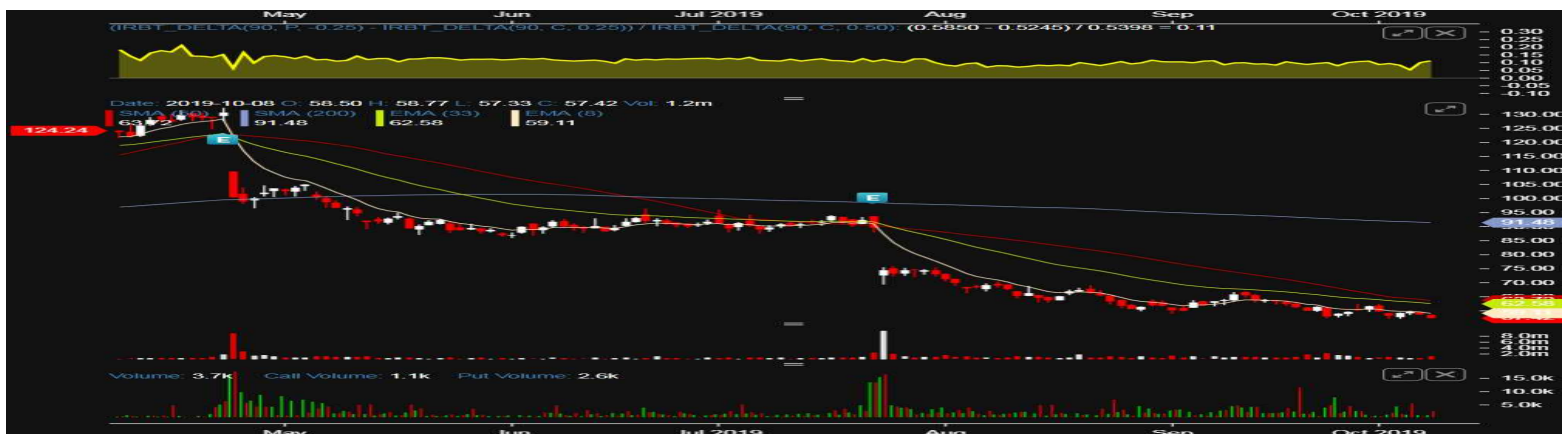 May Jun Jul 2019 Aug Sep Oct 2019
(IRBT_DELTA(90, P, -0.25) - IRBT_DELTA(90, C, 0.25)) / IRBT_DELTA(90, C, 0.50): (0.5850 - 0.5245) / 0.5398 = 0.11
0.30
0.25
0.20
0.15
0.10
0.05
0.00
-0.05
-0.10
Date: 2019-10-08 O: 58.50 H: 58.77 L: 57.33 C: 57.42 Vol: 1.2m
SMA SMA (200) EMA (33) EMA (8)
91.48 62.58 59.11
124.24
E
E
130.00
125.00
120.00
115.00
110.00
105.00
100.00
95.00
91.48
85.00
80.00
75.00
70.00
62.58
8.0m
6.0m
4.0m
2.0m
Volume: 3.7k Call Volume: 1.1k Put Volume: 2.6k
15.0k
10.0k
5.0k
May Jun Jul 2019 Aug Sep Oct 2019